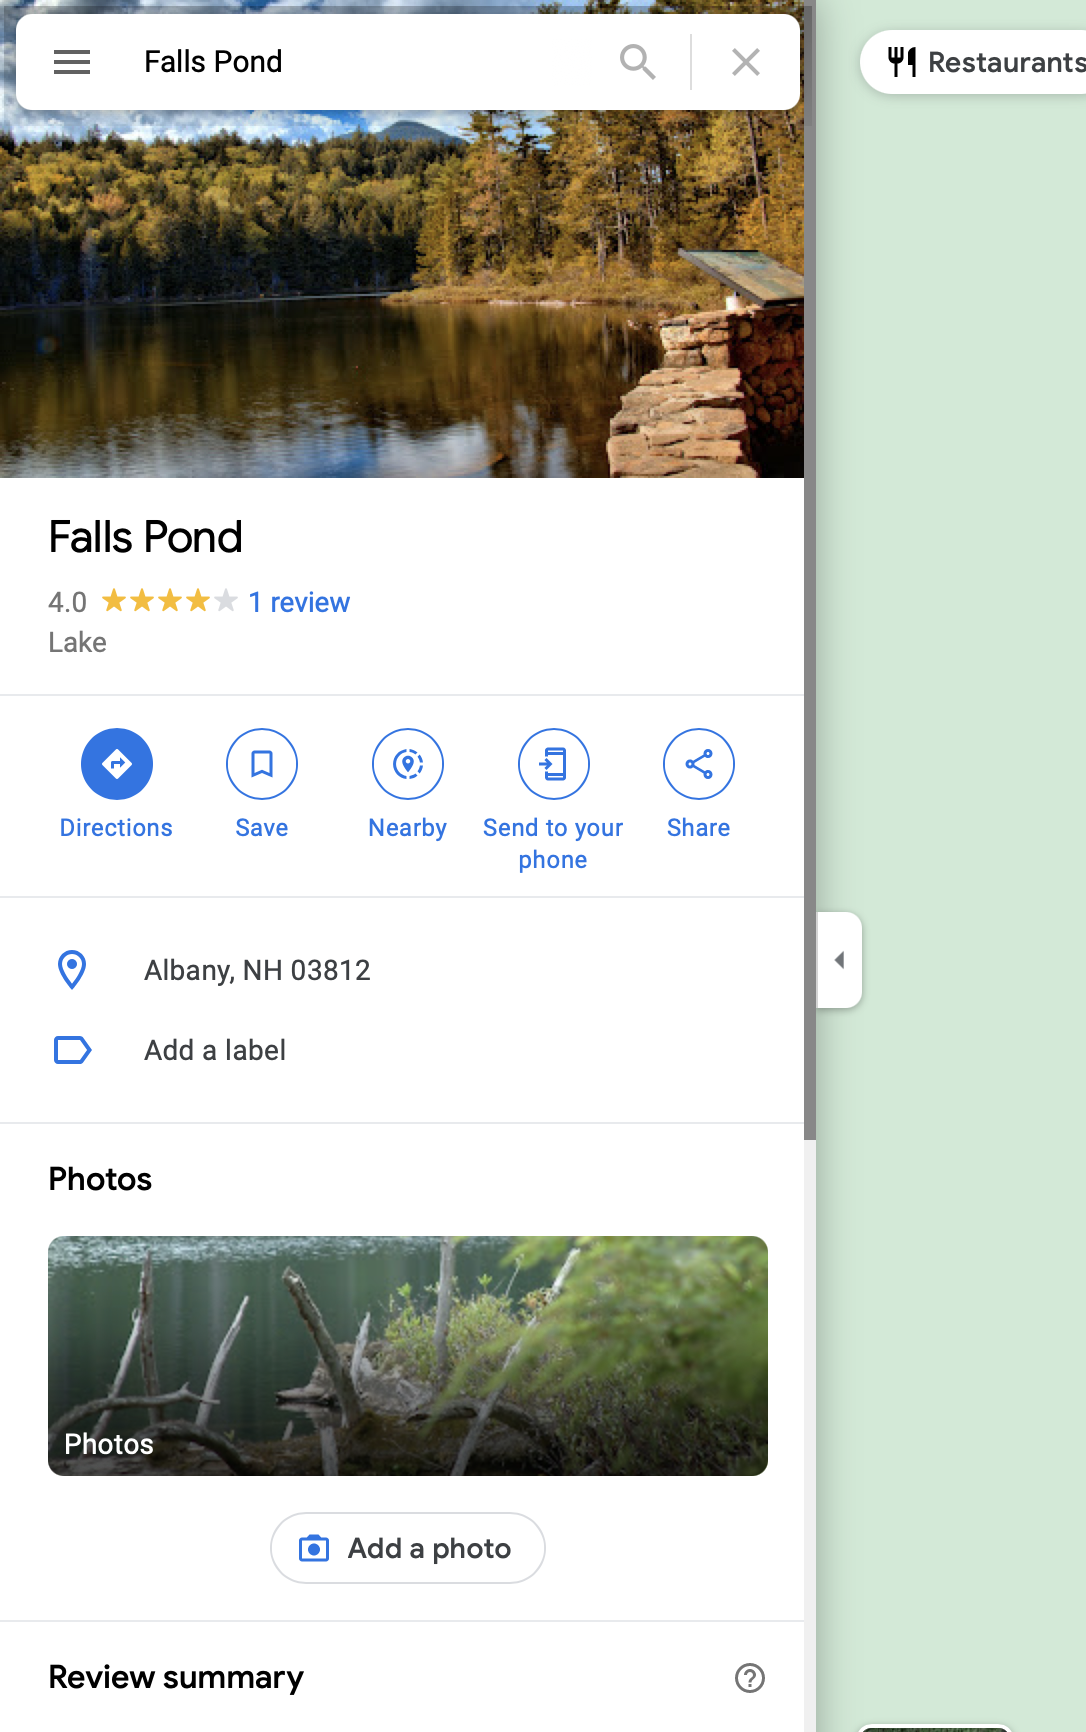 Falls Pond
Restaurants
Falls Pond
4.0 1 review
Lake
Directions
Save
Nearby
Send to your
phone
Share
Albany, NH 03812
Add a label
Photos
Photos
Add a photo
Review summary